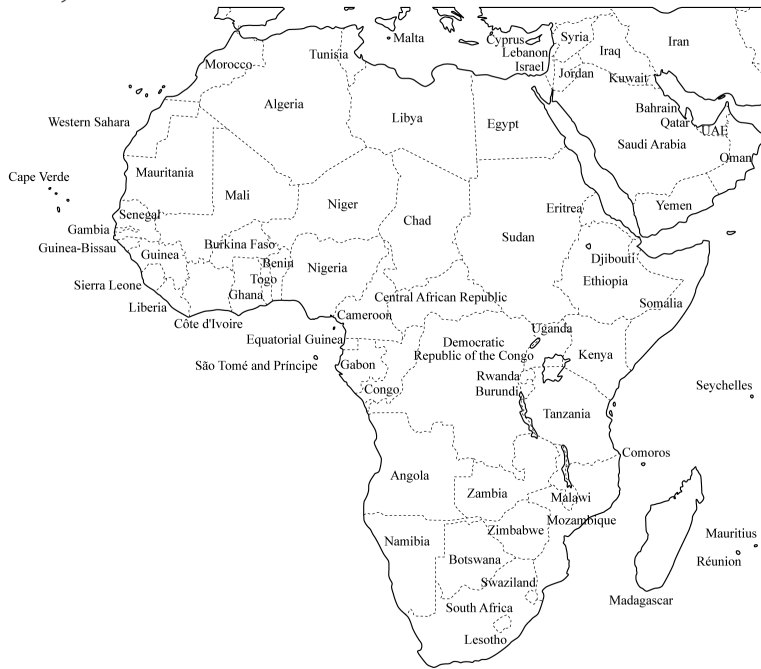 Malta
Cyprus
Syria
Lebanon
Iraq
Iran
Israel
Tunisia
Morocco
Jordan
Kuwait
Algeria
Libya
Egypt
Bahrain
Qatar
UAE
Western Sahara
Saudi Arabia
Oman
Mauritania
Cape Verde
Mali
Niger
Chad
Sudan
Eritrea
Yemen
Senegal
Gambia
Guinea-Bissau
Guinea
Burkina Faso
Benin
Nigeria
Togo
Djibouti
Ethiopia
Sierra Leone
Ghana
Central African Republic
Somalia
Liberia
Côte d'Ivoire
Cameroon
Equatorial Guinea
Democratic
Republic of the Congo
Uganda
Kenya
São Tomé and Príncipe
Gabon
Rwanda
Burundi
Congo
Seychelles
Tanzania
Comoros
Angola
Zambia
Malawi
Mozambique
Zimbabwe
Namibia
Mauritius
Réunion
Botswana
Swaziland
Madagascar
South Africa
Lesotho